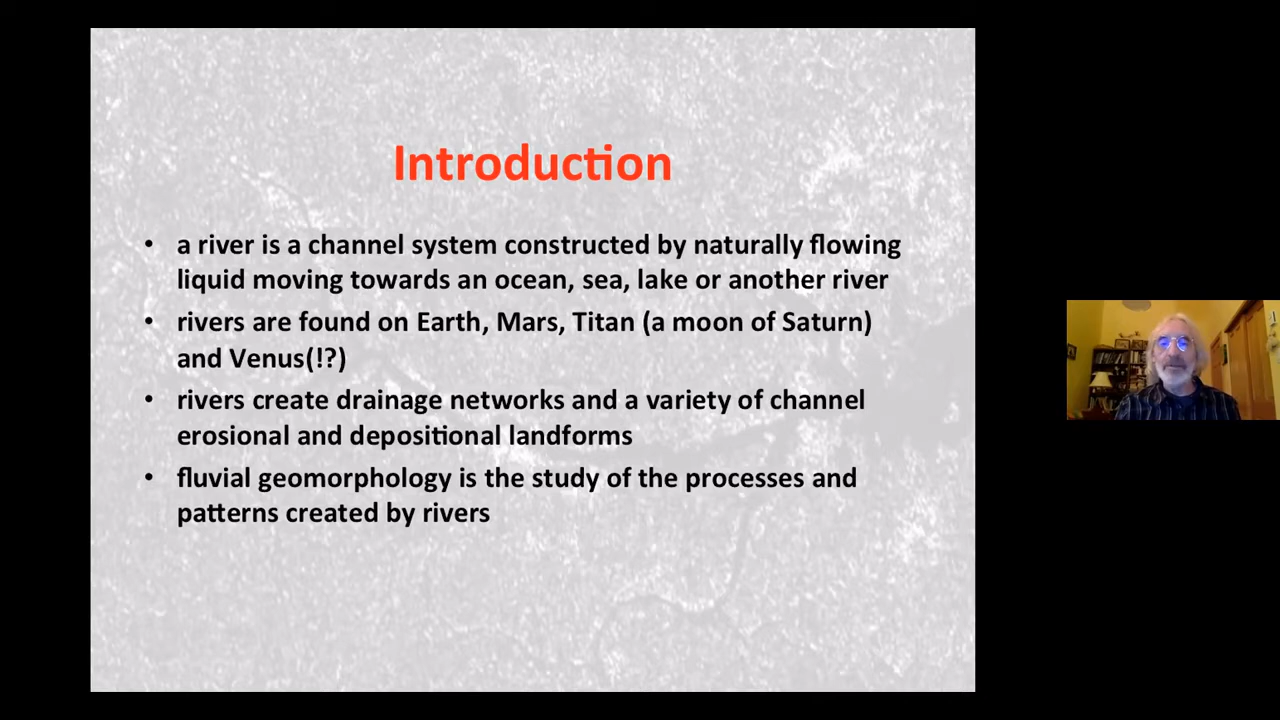 Introduction
• a river is a channel system constructed by naturally flowing
liquid moving towards an ocean, sea, lake or another river
• rivers are found on Earth, Mars, Titan (a moon of Saturn)
and Venus(!?)
• rivers create drainage networks and a variety of channel
erosional and depositional landforms
• fluvial geomorphology is the study of the processes and
patterns created by rivers